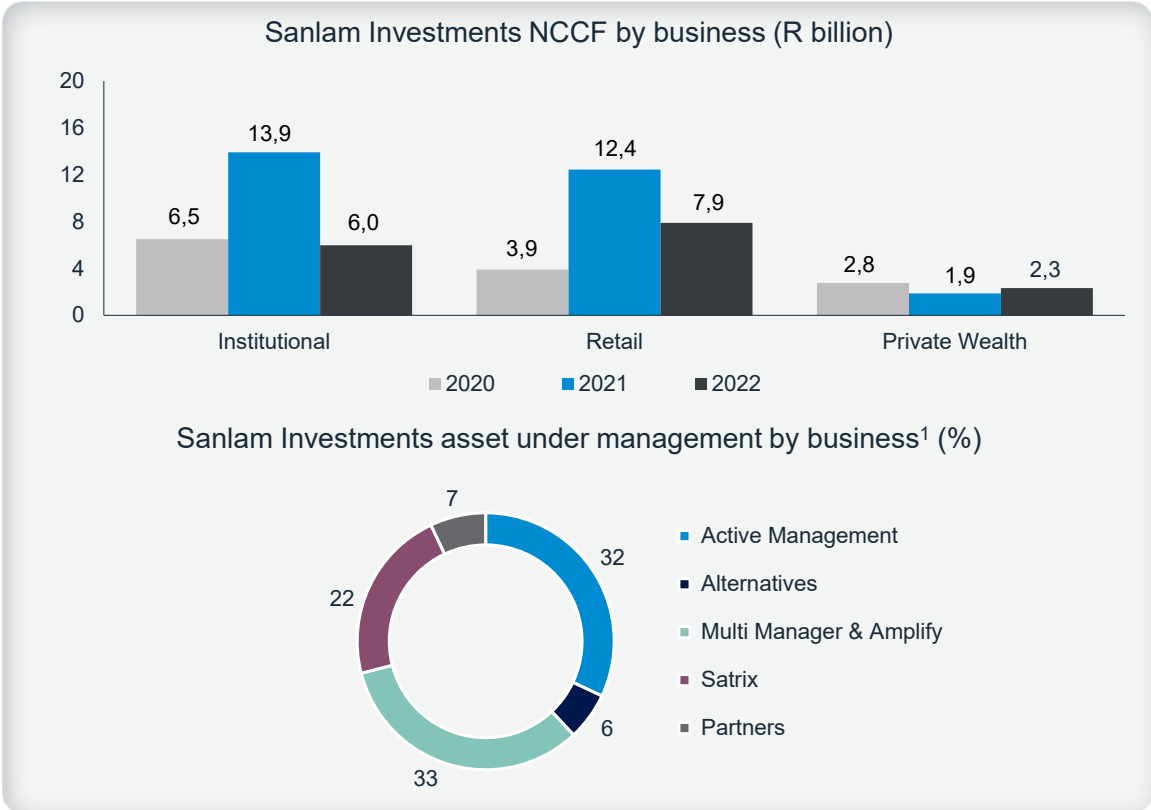 Sanlam Investments NCCF by business (R billion)
20
16
12
8
4
0
6,5
13,9
6,0
3,9
12,4
7,9
2,8
1,9
2,3
Institutional
Retail
Private Wealth
2020
2021
2022
Sanlam Investments asset under management by business¹ (%)
7
32
22
6
33
Active Management
Alternatives
Multi Manager & Amplify
Satrix
Partners